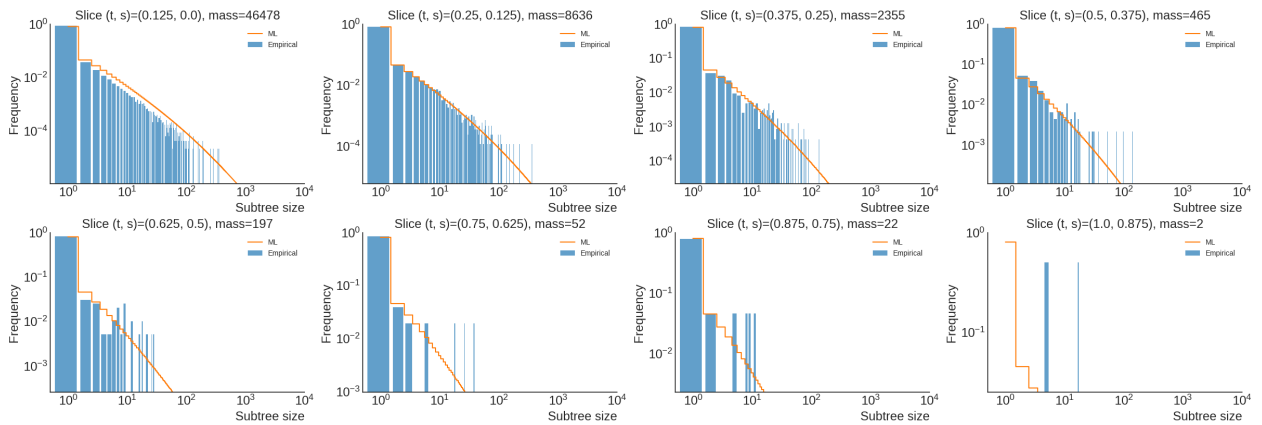 Slice (t, s)=(0.125, 0.0), mass=46478
Slice (t, s)=(0.25, 0.125), mass=8636
Slice (t, s)=(0.375, 0.25), mass=2355
Slice (t, s)=(0.5, 0.375), mass=465
10^0
10^-2
10^-4
Frequency
ML
Empirical
10^0 10^1 10^2 10^3 10^4
Subtree size
10^0
10^-2
10^-4
Frequency
ML
Empirical
10^0 10^1 10^2 10^3 10^4
Subtree size
10^0
10^-1
10^-2
10^-3
10^-4
Frequency
ML
Empirical
10^0 10^1 10^2 10^3 10^4
Subtree size
10^0
10^-1
10^-2
10^-3
Frequency
ML
Empirical
10^0 10^1 10^2 10^3 10^4
Subtree size
Slice (t, s)=(0.625, 0.5), mass=197
Slice (t, s)=(0.75, 0.625), mass=52
Slice (t, s)=(0.875, 0.75), mass=22
Slice (t, s)=(1.0, 0.875), mass=2
10^0
10^-1
10^-2
10^-3
Frequency
ML
Empirical
10^0 10^1 10^2 10^3 10^4
Subtree size
10^0
10^-1
10^-2
10^-3
Frequency
ML
Empirical
10^0 10^1 10^2 10^3 10^4
Subtree size
10^0
10^-1
10^-2
Frequency
ML
Empirical
10^0 10^1 10^2 10^3 10^4
Subtree size
10^0
10^-1
Frequency
ML
Empirical
10^0 10^1 10^2 10^3 10^4
Subtree size